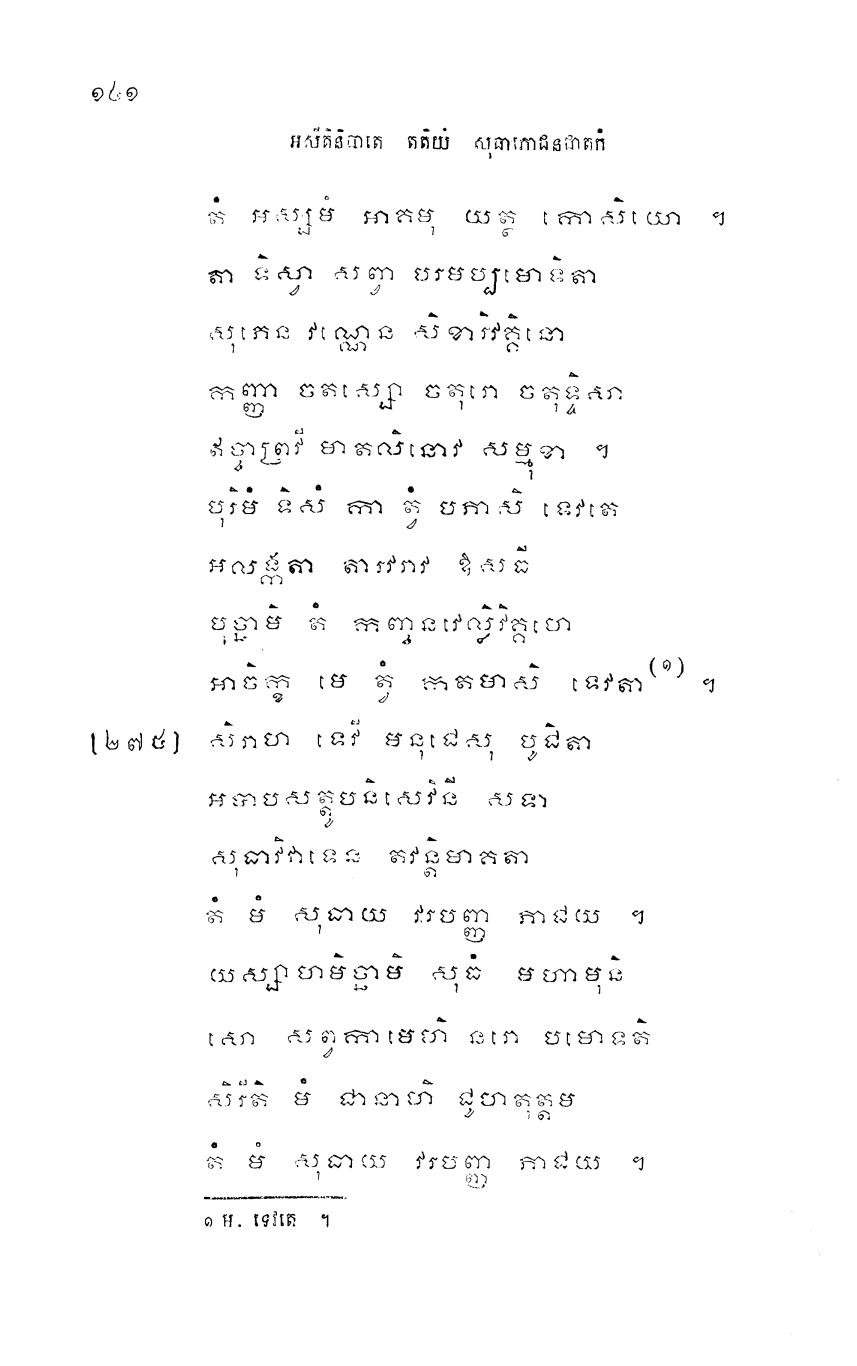 ១៤១
អសីតិនិបាតេ តតិយំ សុធាភោជនជាតកំ
តំ អស្សមំ អាគមុ យត្ថ កោសិយោ ។
តា ទិស្វា សព្វា បរមប្បមោទិតា
សុភេន វណ្ណេន សិខារិវគ្គិនោ
កញ្ញា ចតស្សោ ចតុរោ ចតុទ្ទិសា
ឥច្ចាព្រវី មាតលិនោវ សម្មុខា ។
បុរិមំ ទិសំ កា ត្វំ បភាសិ ទេវតេ
អលង្កតា តារវរាវ ឱសធី
បុច្ឆាមិ តំ កញ្ចនវេល្លិវិគ្គហេ
អាចិក្ខ មេ ត្វំ កតមាសិ ទេវតា(១) ។
[២៧៥] សិរាហ ទេវី មនុជេសុ បូជិតា
អបាបសត្តូបនិសេវិនី សទា
សុធាវិវាទេន តវន្តិមាគតា
តំ មំ សុធាយ វរបញ្ញ ភាជយ ។
យស្សាហមិច្ឆាមិ សុធំ មហាមុនិ
សោ សព្វកាមេហិ នរោ បមោទតិ
សិរីតិ មំ ជានាហិ ជូហតុត្តម
តំ មំ សុធាយ វរបញ្ញ ភាជយ ។
១ ម. ទេវតេ ។